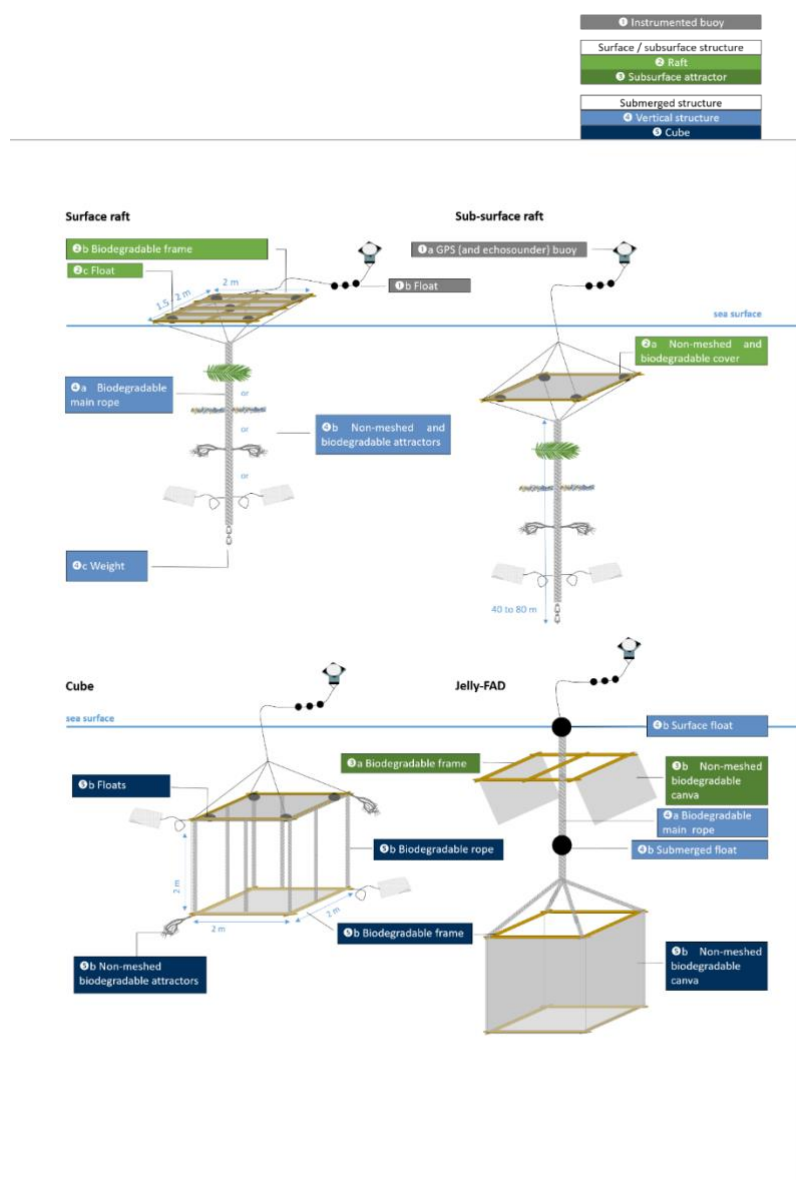 ❶ Instrumented buoy
Surface / subsurface structure
❷ Raft
❸ Subsurface attractor
Submerged structure
❹ Vertical structure
❺ Cube
Surface raft
Sub-surface raft
❷b Biodegradable frame
❶a GPS (and echosounder) buoy
❷c Float
2 m
1.5 - 2 m
❶b Float
sea surface
❷a Non-meshed and
biodegradable cover
❹a Biodegradable
main rope
or
or
❹b Non-meshed and
biodegradable attractors
or
❹c Weight
40 to 80 m
Cube
Jelly-FAD
sea surface
❹b Surface float
❸a Biodegradable frame
❸b Non-meshed
biodegradable
canva
❺b Floats
❹a Biodegradable
main rope
❺b Biodegradable rope
❹b Submerged float
2 m
2 m
2 m
❺b Biodegradable frame
❺b Non-meshed
biodegradable attractors
❺b Non-meshed
biodegradable
canva